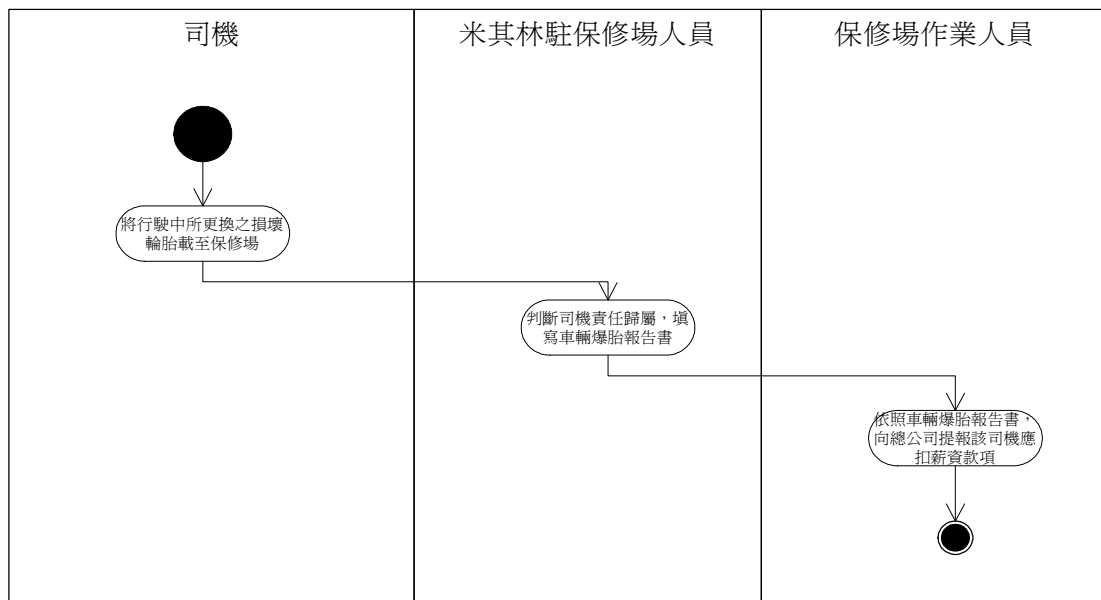 司機
米其林駐保修場人員
保修場作業人員
將行駛中所更換之損壞
輪胎載至保修場
判斷司機責任歸屬，填
寫車輛爆胎報告書
依照車輛爆胎報告書，
向總公司提報該司機應
扣薪資款項